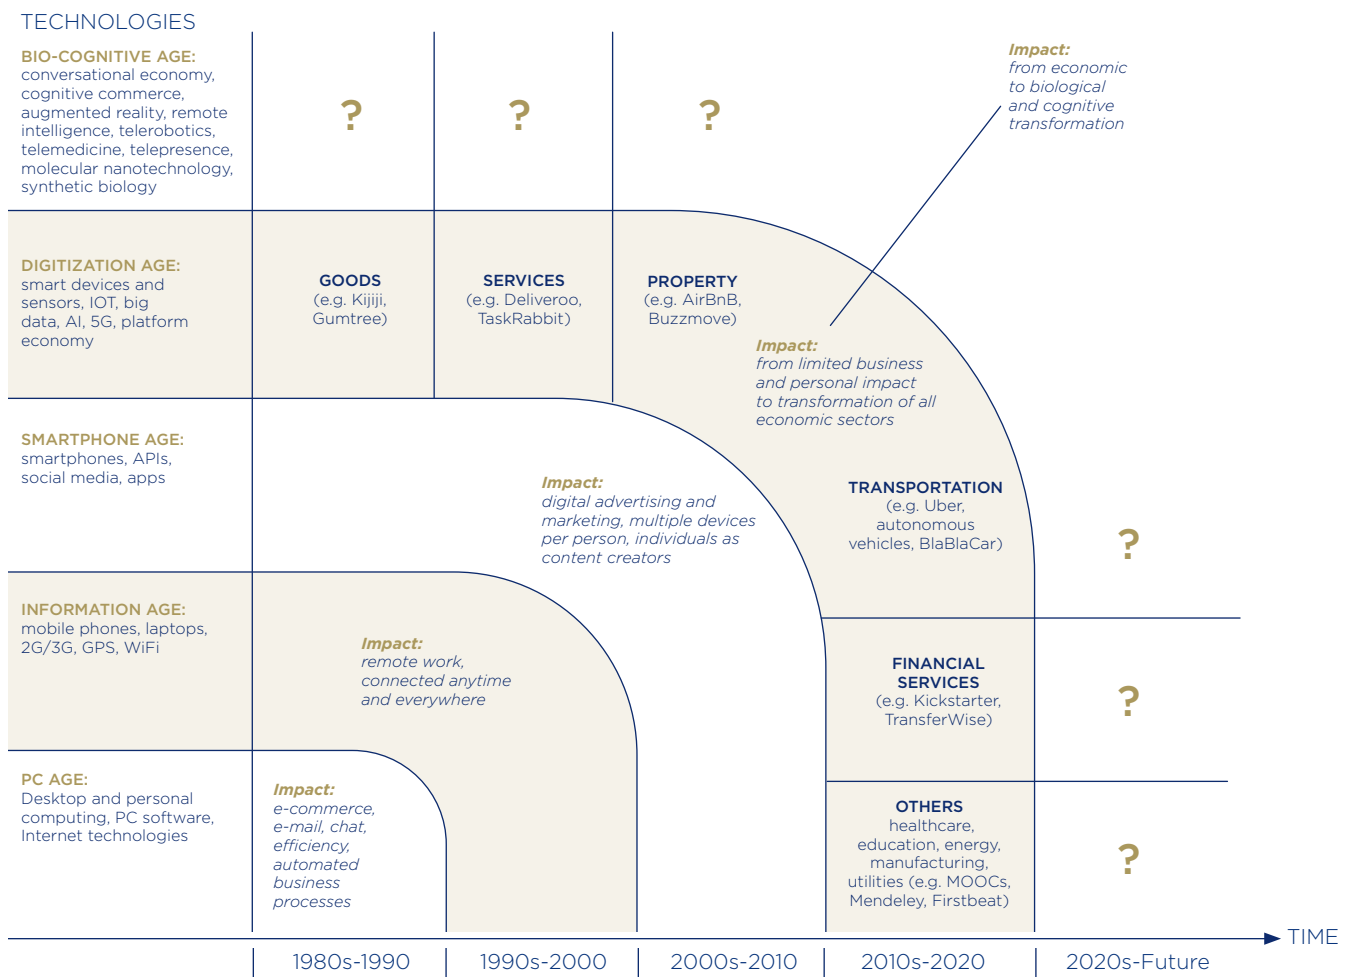 TECHNOLOGIES
BIO-COGNITIVE AGE:
conversational economy,
cognitive commerce,
augmented reality, remote
intelligence, telerobotics,
telemedicine, telepresence,
molecular nanotechnology,
synthetic biology
?
?
?
Impact:
from economic
to biological
and cognitive
transformation
DIGITIZATION AGE:
smart devices and
sensors, IOT, big
data, AI, 5G, platform
economy
GOODS
(e.g. Kijiji,
Gumtree)
SERVICES
(e.g. Deliveroo,
TaskRabbit)
PROPERTY
(e.g. AirBnB,
Buzzmove)
Impact:
from limited business
and personal impact
to transformation of all
economic sectors
SMARTPHONE AGE:
smartphones, APIs,
social media, apps
Impact:
digital advertising and
marketing, multiple devices
per person, individuals as
content creators
TRANSPORTATION
(e.g. Uber,
autonomous
vehicles, BlaBlaCar)
?
INFORMATION AGE:
mobile phones, laptops,
2G/3G, GPS, WiFi
Impact:
remote work,
connected anytime
and everywhere
FINANCIAL
SERVICES
(e.g. Kickstarter,
TransferWise)
?
PC AGE:
Desktop and personal
computing, PC software,
Internet technologies
Impact:
e-commerce,
e-mail, chat,
efficiency,
automated
business
processes
OTHERS
healthcare,
education, energy,
manufacturing,
utilities (e.g. MOOCs,
Mendeley, Firstbeat)
?
TIME
1980s-1990
1990s-2000
2000s-2010
2010s-2020
2020s-Future